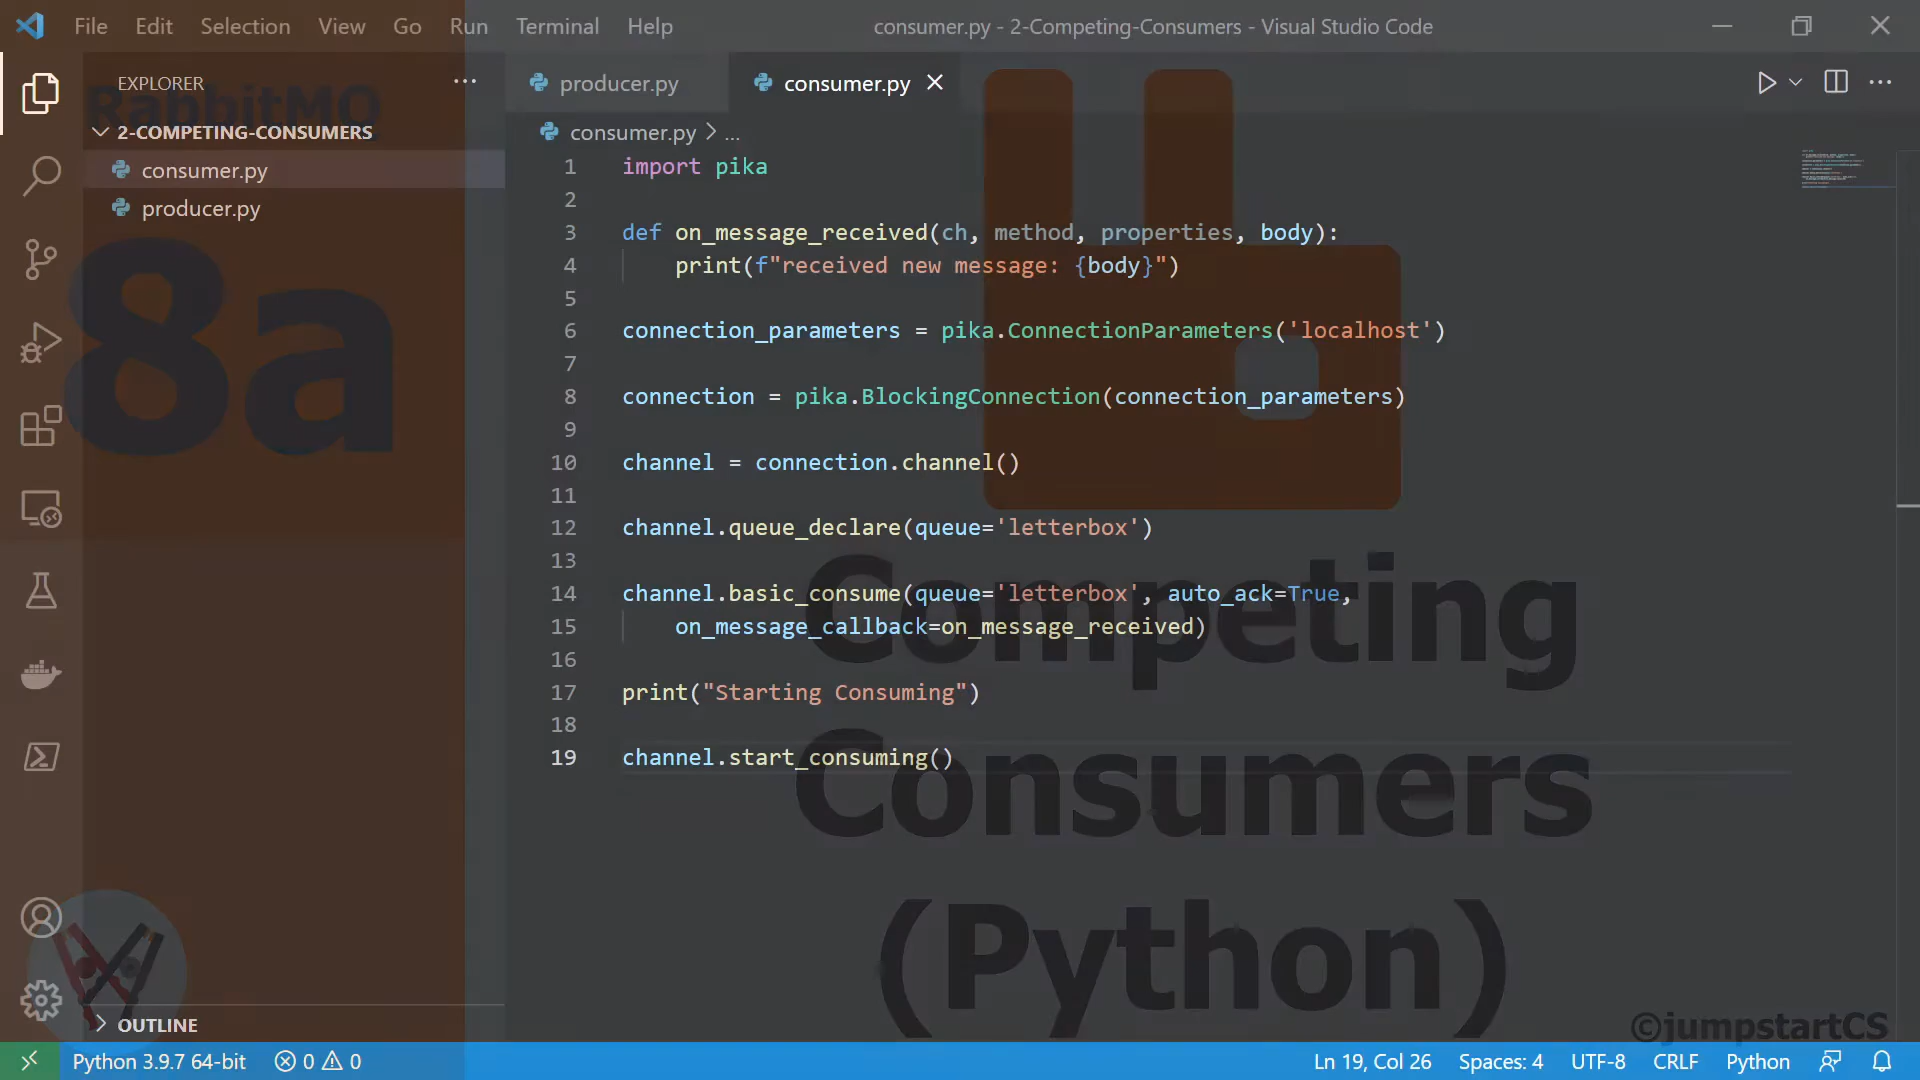 File Edit Selection View Go Run Terminal Help
consumer.py - 2-Competing-Consumers - Visual Studio Code
EXPLORER
RabbitMQ
2-COMPETING-CONSUMERS
consumer.py
producer.py
8a
OUTLINE
producer.py
consumer.py
consumer.py > ...
1 import pika
2
3 def on_message_received(ch, method, properties, body):
4 print(f"received new message: {body}")
5
6 connection_parameters = pika.ConnectionParameters('localhost')
7
8 connection = pika.BlockingConnection(connection_parameters)
9
10 channel = connection.channel()
11
12 channel.queue_declare(queue='letterbox')
13
14 channel.basic_consume(queue='letterbox', auto_ack=True,
15 on_message_callback=on_message_received)
16
17 print("Starting Consuming")
18
19 channel.start_consuming()
Competing
Consumers
(Python)
©jumpstartCS
Python 3.9.7 64-bit 0 0
Ln 19, Col 26 Spaces: 4 UTF-8 CRLF Python